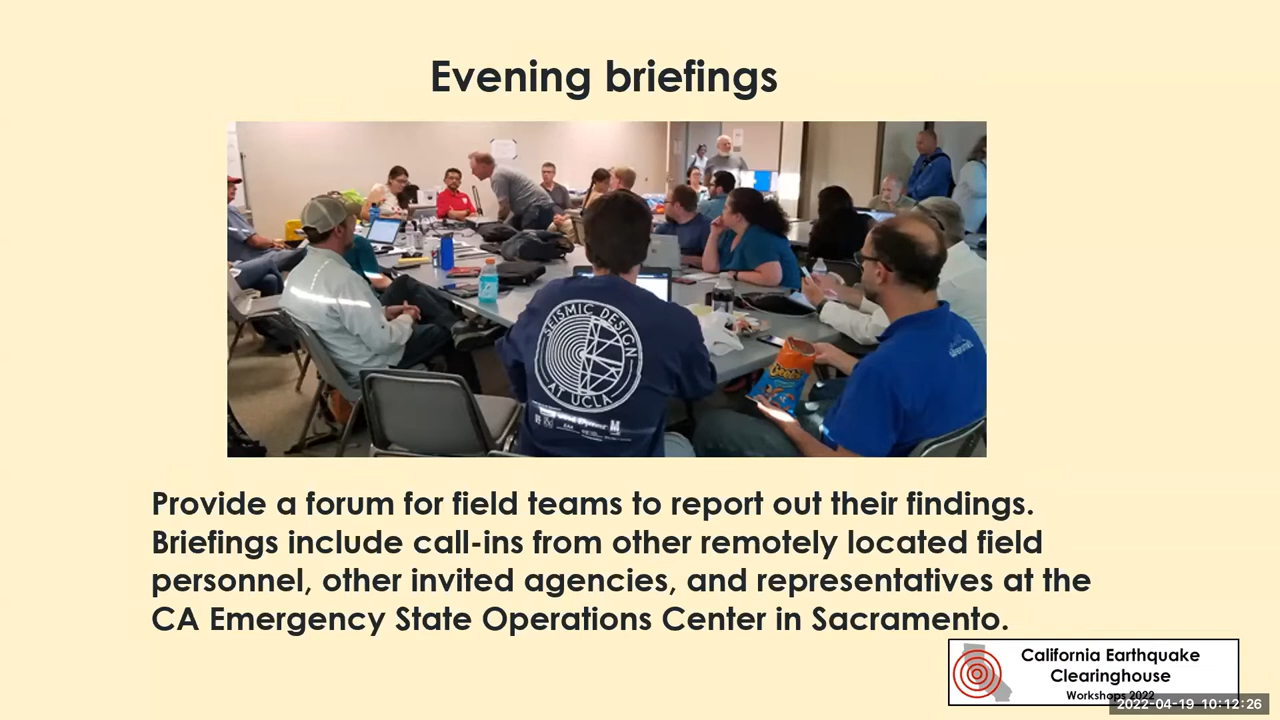 Evening briefings
SEISMIC DESIGN
AT UCLA
Provide a forum for field teams to report out their findings.
Briefings include call-ins from other remotely located field
personnel, other invited agencies, and representatives at the
CA Emergency State Operations Center in Sacramento.
California Earthquake
Clearinghouse
Workshops 2022
2022-04-19 10:12:26